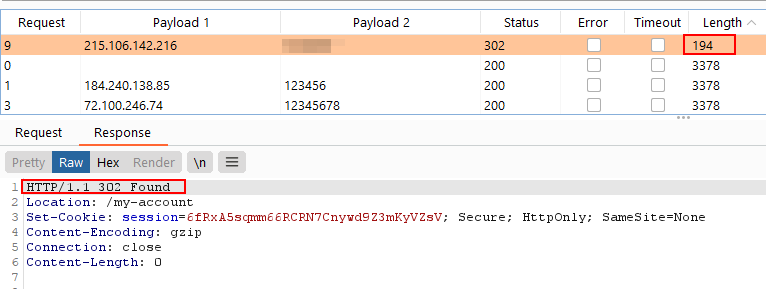 Request Payload 1 Payload 2 Status Error Timeout Length
9 215.106.142.216 302 194
0 200 3378
1 184.240.138.85 123456 200 3378
3 72.100.246.74 12345678 200 3378
Request Response
Pretty Raw Hex Render \n
1 HTTP/1.1 302 Found
2 Location: /my-account
3 Set-Cookie: session=6fRxA5sqmm66RCRN7Cnywd9Z3mKyVZsV; Secure; HttpOnly; SameSite=None
4 Content-Encoding: gzip
5 Connection: close
6 Content-Length: 0
7